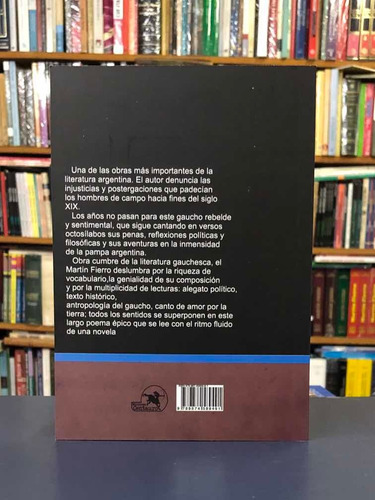 Una de las obras más importantes de la
literatura argentina. El autor denuncia las
injusticias y postergaciones que padecían
los hombres de campo hacia fines del siglo
XIX.
Los años no pasan para este gaucho rebelde
y sentimental, que sigue cantando en versos
octosílabos sus penas, reflexiones políticas y
filosóficas y sus aventuras en la inmensidad
de la pampa argentina.
Obra cumbre de la literatura gauchesca, el
Martín Fierro deslumbra por la riqueza de
vocabulario,la genialidad de su composición
y por la multiplicidad de lecturas: alegato político,
texto histórico,
antropología del gaucho, canto de amor por la
tierra; todos los sentidos se superponen en este
largo poema épico que se lee con el ritmo fluido
de una novela